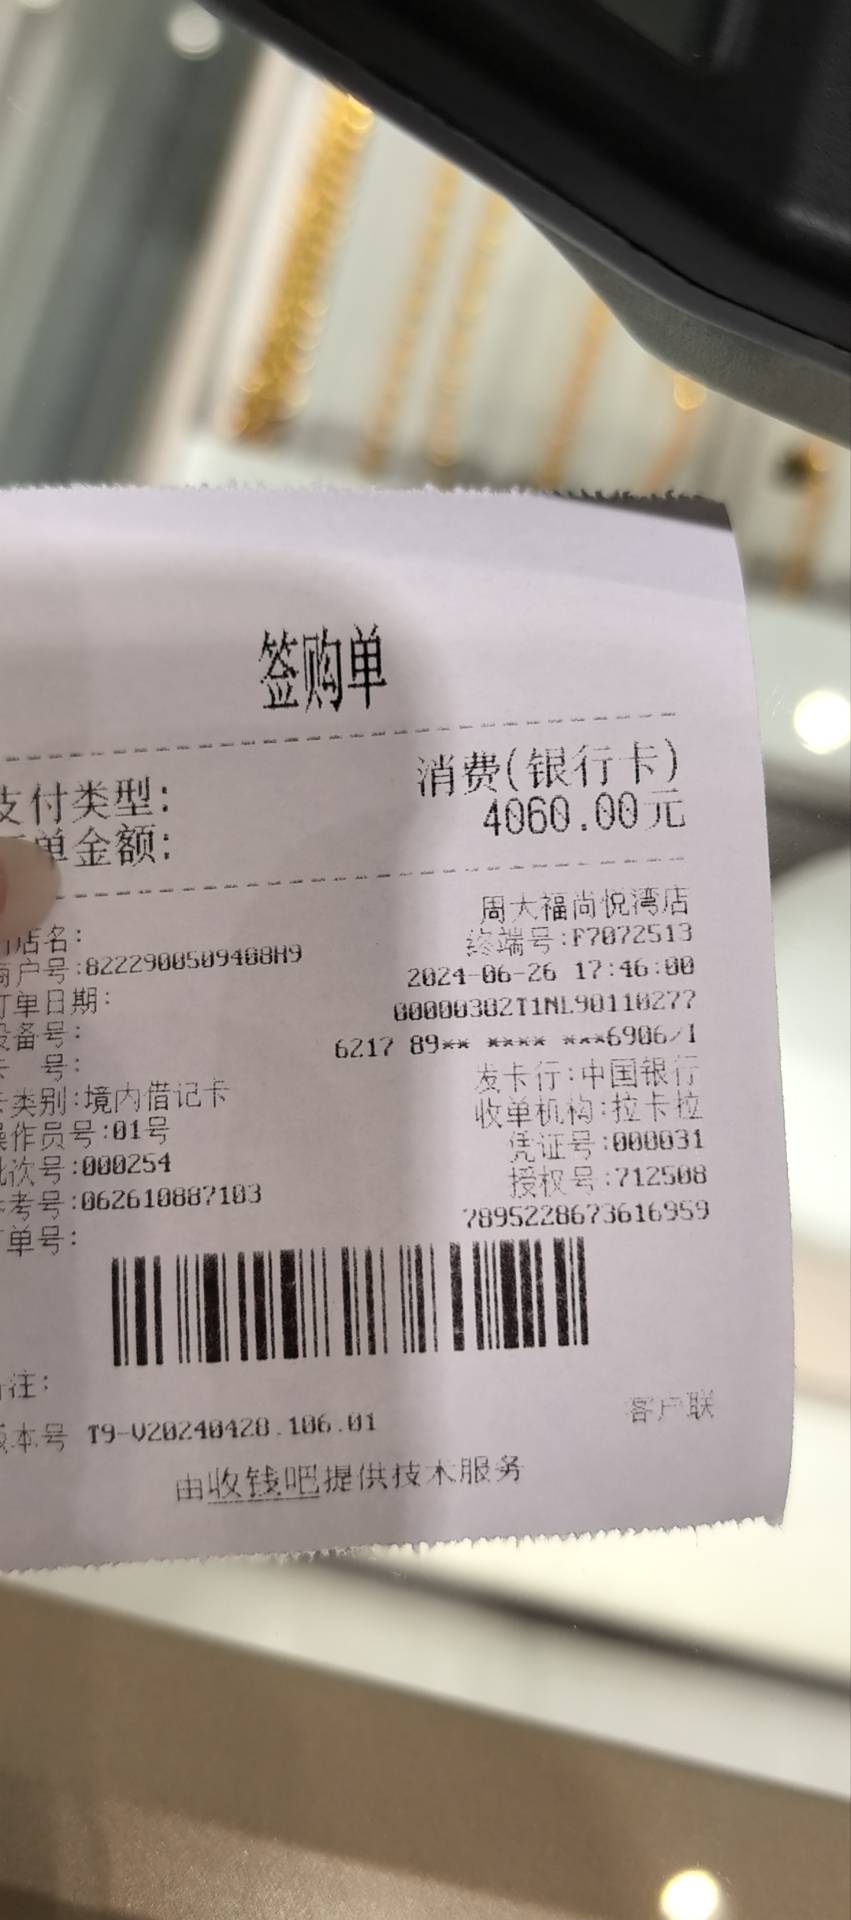 签购单
支付类型: 消费(银行卡)
单金额: 4060.00元
店名: 周大福尚悦湾店
商户号:8222900509408H9 终端号:F7072513
订单日期: 2024-06-26 17:46:00
设备号: 00000302T1NL90110277
号: 6217 89** **** ***6906/I
类别:境内借记卡 发卡行:中国银行
操作员号:01号 收单机构:拉卡拉
批次号:000254 凭证号:000031
参考号:062610887103 授权号:712508
单号: 7895228673616959
注:
版本号 T9-V20240428.106.01 客户联
由收钱吧提供技术服务